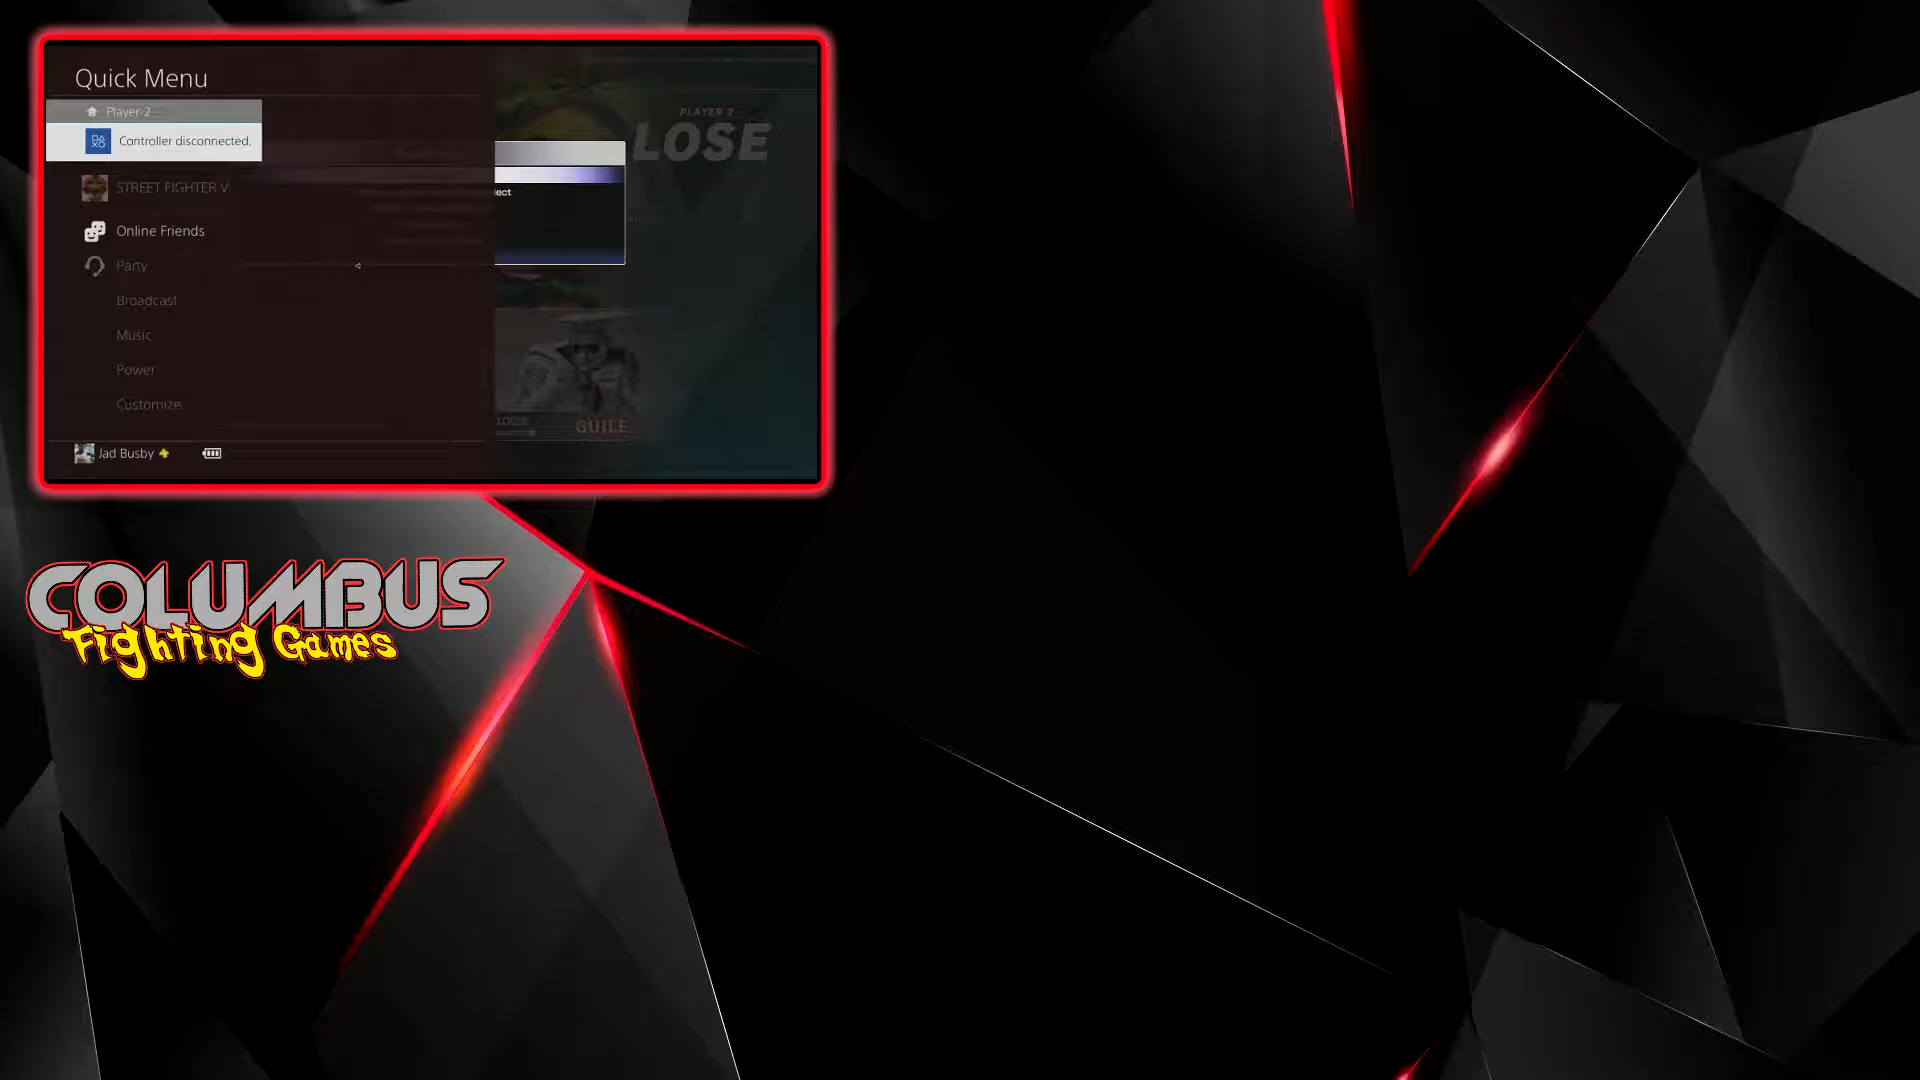 Quick Menu
Player-2
Controller disconnected.
STREET FIGHTER V
Online Friends
Party
Broadcast
Music
Power
Customize
Jad Busby
PLAYER 2
LOSE
lect
GUILE
COLUMBUS
Fighting Games